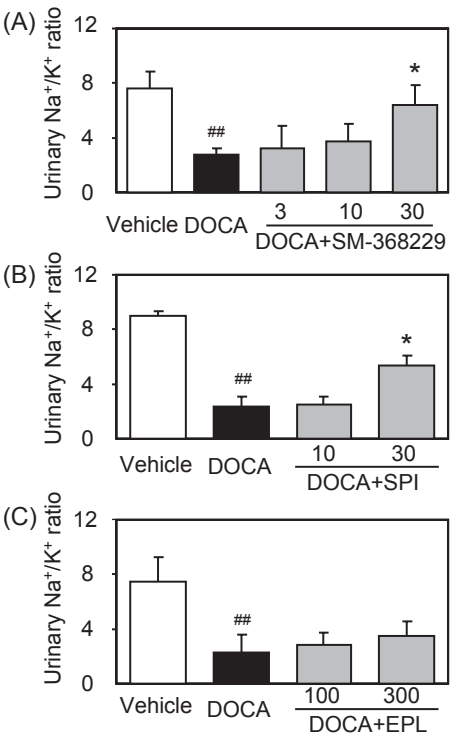 (A)
Urinary Na⁺/K⁺ ratio
12
8
4
0
##
*
Vehicle DOCA 3 10 30
DOCA+SM-368229
(B)
Urinary Na⁺/K⁺ ratio
12
8
4
0
##
*
Vehicle DOCA 10 30
DOCA+SPI
(C)
Urinary Na⁺/K⁺ ratio
12
8
4
0
##
Vehicle DOCA 100 300
DOCA+EPL